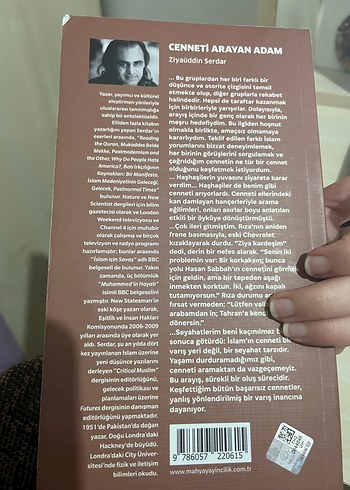 CENNETİ ARAYAN ADAM
Ziyaüddin Serdar
... Bu gruplardan her biri farklı bir
düşünce ve otorite çizgisini temsil
etmekte olup, diğer gruplarla rekabet
halindedir. Hepsi de taraftar kazanmak
için birbirleriyle yarışırlar. Dolayısıyla,
arayış içinde bir genç olarak her birinin
meşru hedefiydim. Bu ilgiden hoşnut
olmakla birlikte, amaçsız olmamaya
kararlıydım. Teklif edilen farklı İslam
yorumlarını bizzat deneyimlemek,
her birinin görüşlerini sorgulamak ve
çağrıldığım cennetin ne tür bir cennet
olduğunu keşfetmek istiyordum.
... Haşhaşilerin yuvasını ziyarete karar
verdim... Haşhaşiler de benim gibi
cenneti arıyorlardı. Cenneti ellerindeki
kan damlayan hançerleriyle arama
eğilimleri, onları asırlar boyu anlatılan
etkili bir öyküye dönüştürmüştü.
...Çok ileri gitmiştin. Rıza'nın aniden
frene basmasıyla, eski Chevrolet
kızaklayarak durdu. "Ziya kardeşim"
dedi, derin bir nefes alarak. "Senin iki
problemin var: Bir korkaksın; bunca
yolu Hasan Sabbah'ın cennetini görme
için geldin, ama bir tepeden aşağı
inmekten korktun. İki, ağzını kapalı
tutamıyorsun." Rıza durumu
fırsat vermeden: "Lütfen
arabamdan in; Tahran'a
dönersin."
...Seyahatlerim beni kaçınılmaz
sonuca götürdü: İslam'ın cenneti bir
varış yeri değil, bir seyahat tarzıdır.
Yaşamı durduramadığımız gibi,
cenneti aramaktan da vazgeçemeyiz.
Bu arayış, sürekli bir oluş sürecidir.
Keşfettiğim bütün başarısız cennetler,
yanlış yönlendirilmiş bir varış inancına
dayanıyor.
Yazar, yayımcı ve kültürel
eleştirmen yönleriyle
uluslararası tanınmışlığa
sahip bir entelektüeldir.
Elliden fazla kitabın
yazarlığını yapan Serdar'ın
eserleri arasında, "Reading
the Quran, Mukaddes Belde
Mekke, Postmodernism and
the Other, Why Do People Hate
America?, Batı Irkçılığının
Kaynakları: Bir Manifesto,
İslam Medeniyetinin Geleceği,
Gelecek, Postnormal Times"
bulunur. Nature ve New
Scientist dergileri için bilim
gazetecisi olarak ve London
Weekend televizyonu ve
Channel 4 için muhabir
olarak çalışmış ve birçok
televizyon ve radyo programı
hazırlamıştır; bunlar arasında
"İslam için Savaş" adlı BBC
belgeseli de bulunur. Yakın
zamanda, üç bölümlük
"Muhammed'in Hayatı"
isimli BBC belgeselini
yazmıştır. New Statesman'in
eski köşe yazarı olarak,
Eşitlik ve İnsan Hakları
Komisyonunda 2006-2009
yılları arasında üye olarak yer
aldı. Serdar, şu an yılda dört
kez yayınlanan İslam üzerine
yeni düşünce yazılarını
derleyen "Critical Muslim"
dergisinin editörlüğünü,
gelecek politikası ve
planlamaları üzerine
Futures dergisinin danışman
editörlüğünü yapmaktadır.
1951'de Pakistan'da doğan
yazar, Doğu Londra'daki
Hackney'de büyüdü.
Londra'daki City Üniver-
sitesi'nde fizik ve iletişim
bilimleri okudu.
9 786057 220615
www.mahyayayincilik.com.tr